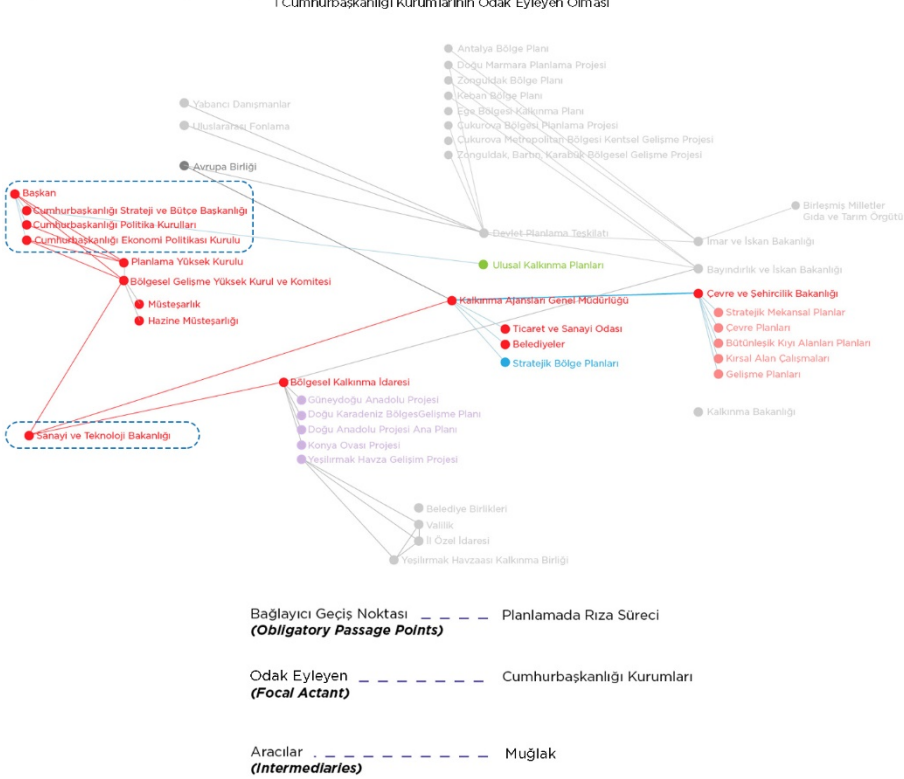 Cumhurbaşkanlığı Kurumlarının Odak Eyleyen Olması
Antalya Bölge Planı
Doğu Marmara Planlama Projesi
Zonguldak Bölge Planı
Keban Bölge Planı
Ege Bölgesi Kalkınma Planı
Çukurova Bölgesi Planlama Projesi
Çukurova Metropolitan Bölgesi Kentsel Gelişme Projesi
Zonguldak, Bartın, Karabük Bölgesel Gelişme Projesi
Yabancı Danışmanlar
Uluslararası Fonlama
Avrupa Birliği
Başkan
Cumhurbaşkanlığı Strateji ve Bütçe Başkanlığı
Cumhurbaşkanlığı Politika Kurulları
Cumhurbaşkanlığı Ekonomi Politikası Kurulu
Planlama Yüksek Kurulu
Bölgesel Gelişme Yüksek Kurul ve Komitesi
Müsteşarlık
Hazine Müsteşarlığı
Devlet Planlama Teşkilatı
Ulusal Kalkınma Planları
Birleşmiş Milletler
Gıda ve Tarım Örgütü
İmar ve İskan Bakanlığı
Bayındırlık ve İskan Bakanlığı
Kalkınma Ajansları Genel Müdürlüğü
Ticaret ve Sanayi Odası
Belediyeler
Stratejik Bölge Planları
Çevre ve Şehircilik Bakanlığı
Stratejik Mekansal Planlar
Çevre Planları
Bütünleşik Kıyı Alanları Planları
Kırsal Alan Çalışmaları
Gelişme Planları
Kalkınma Bakanlığı
Bölgesel Kalkınma İdaresi
Güneydoğu Anadolu Projesi
Doğu Karadeniz BölgesGelişme Planı
Doğu Anadolu Projesi Ana Planı
Konya Ovası Projesi
Yeşilırmak Havza Gelişim Projesi
Sanayi ve Teknoloji Bakanlığı
Belediye Birlikleri
Valilik
İl Özel İdaresi
Yeşilırmak Havzaası Kalkınma Birliği
Bağlayıcı Geçiş Noktası Planlamada Rıza Süreci
(Obligatory Passage Points)
Odak Eyleyen Cumhurbaşkanlığı Kurumları
(Focal Actant)
Aracılar Muğlak
(Intermediaries)